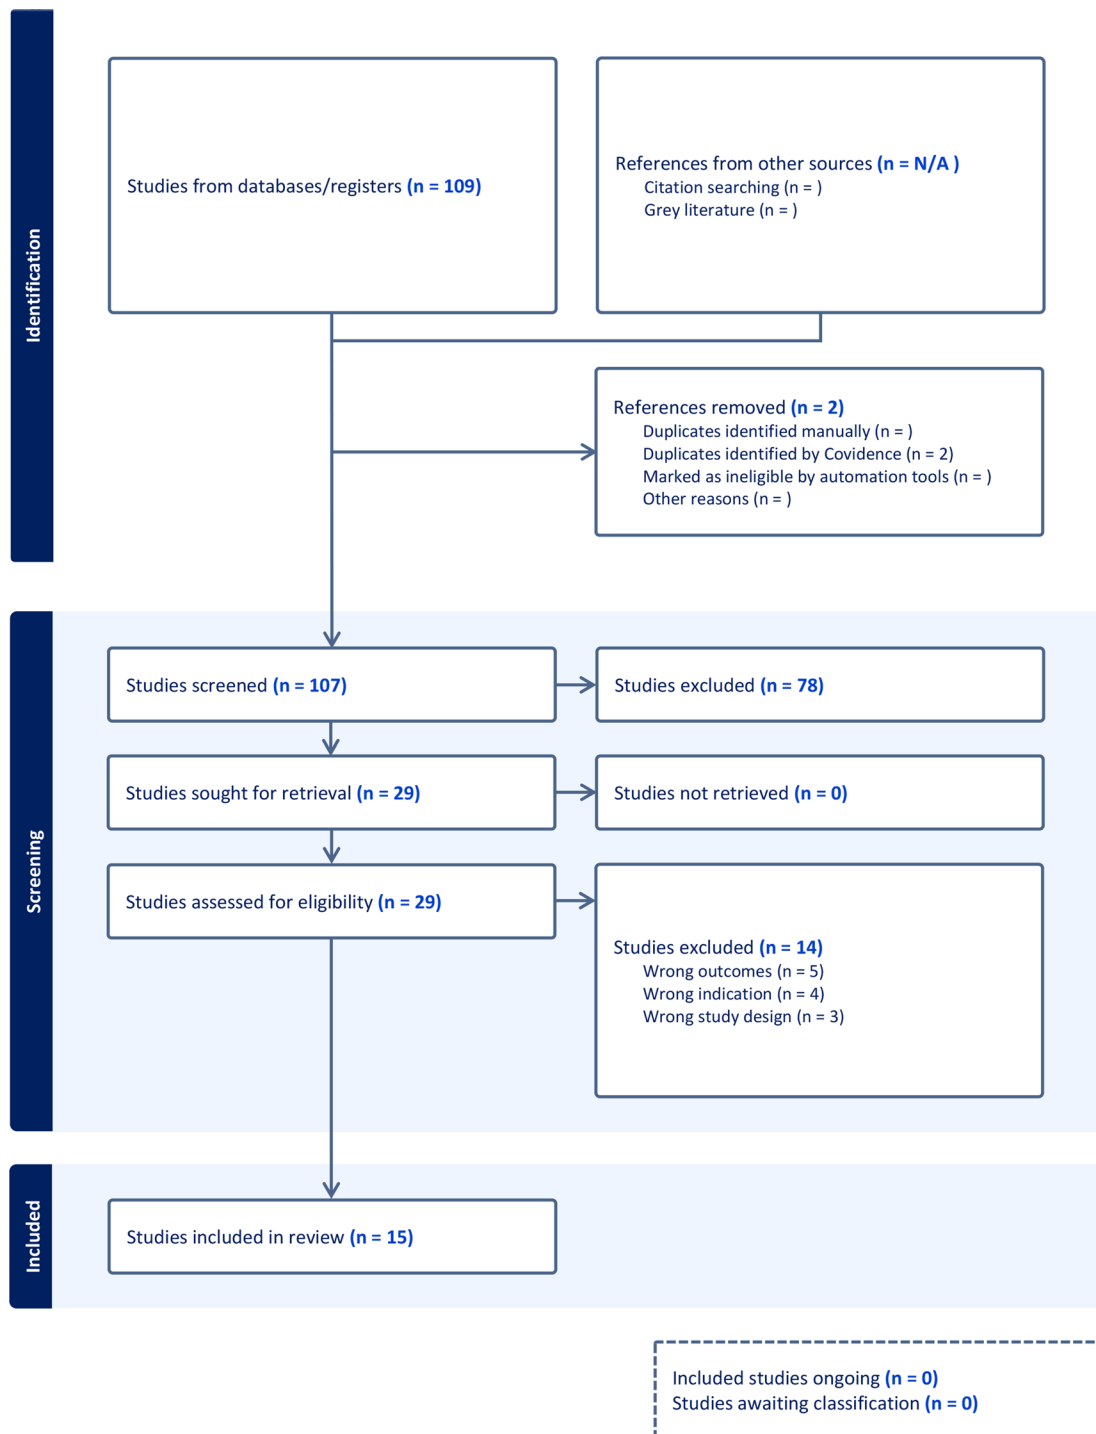 Identification
Studies from databases/registers (n = 109)
References from other sources (n = N/A )
Citation searching (n = )
Grey literature (n = )
References removed (n = 2)
Duplicates identified manually (n = )
Duplicates identified by Covidence (n = 2)
Marked as ineligible by automation tools (n = )
Other reasons (n = )
Screening
Studies screened (n = 107)
Studies excluded (n = 78)
Studies sought for retrieval (n = 29)
Studies not retrieved (n = 0)
Studies assessed for eligibility (n = 29)
Studies excluded (n = 14)
Wrong outcomes (n = 5)
Wrong indication (n = 4)
Wrong study design (n = 3)
Included
Studies included in review (n = 15)
Included studies ongoing (n = 0)
Studies awaiting classification (n = 0)